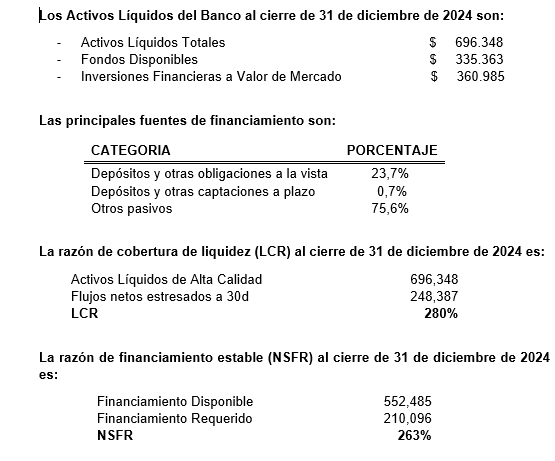 Los Activos Líquidos del Banco al cierre de 31 de diciembre de 2024 son:
- Activos Líquidos Totales $ 696.348
- Fondos Disponibles $ 335.363
- Inversiones Financieras a Valor de Mercado $ 360.985
Las principales fuentes de financiamiento son:
CATEGORIA PORCENTAJE
Depósitos y otras obligaciones a la vista 23,7%
Depósitos y otras captaciones a plazo 0,7%
Otros pasivos 75,6%
La razón de cobertura de liquidez (LCR) al cierre de 31 de diciembre de 2024 es:
Activos Líquidos de Alta Calidad 696,348
Flujos netos estresados a 30d 248,387
LCR 280%
La razón de financiamiento estable (NSFR) al cierre de 31 de diciembre de 2024
es:
Financiamiento Disponible 552,485
Financiamiento Requerido 210,096
NSFR 263%